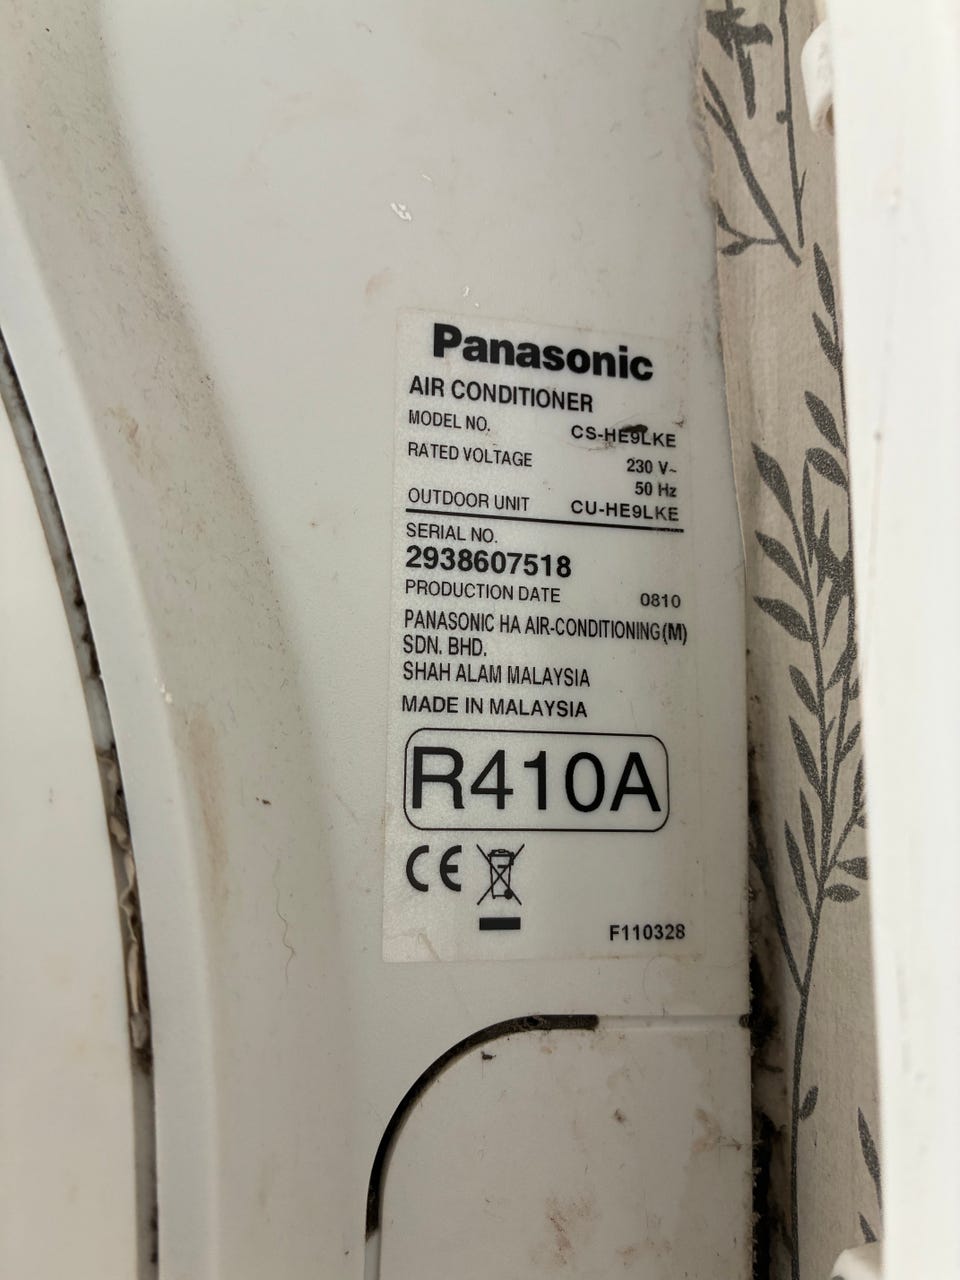 Panasonic
AIR CONDITIONER
MODEL NO. CS-HE9LKE
RATED VOLTAGE 230 V~
50 Hz
OUTDOOR UNIT CU-HE9LKE
SERIAL NO.
2938607518
PRODUCTION DATE 0810
PANASONIC HA AIR-CONDITIONING(M)
SDN. BHD.
SHAH ALAM MALAYSIA
MADE IN MALAYSIA
R410A
CE
F110328